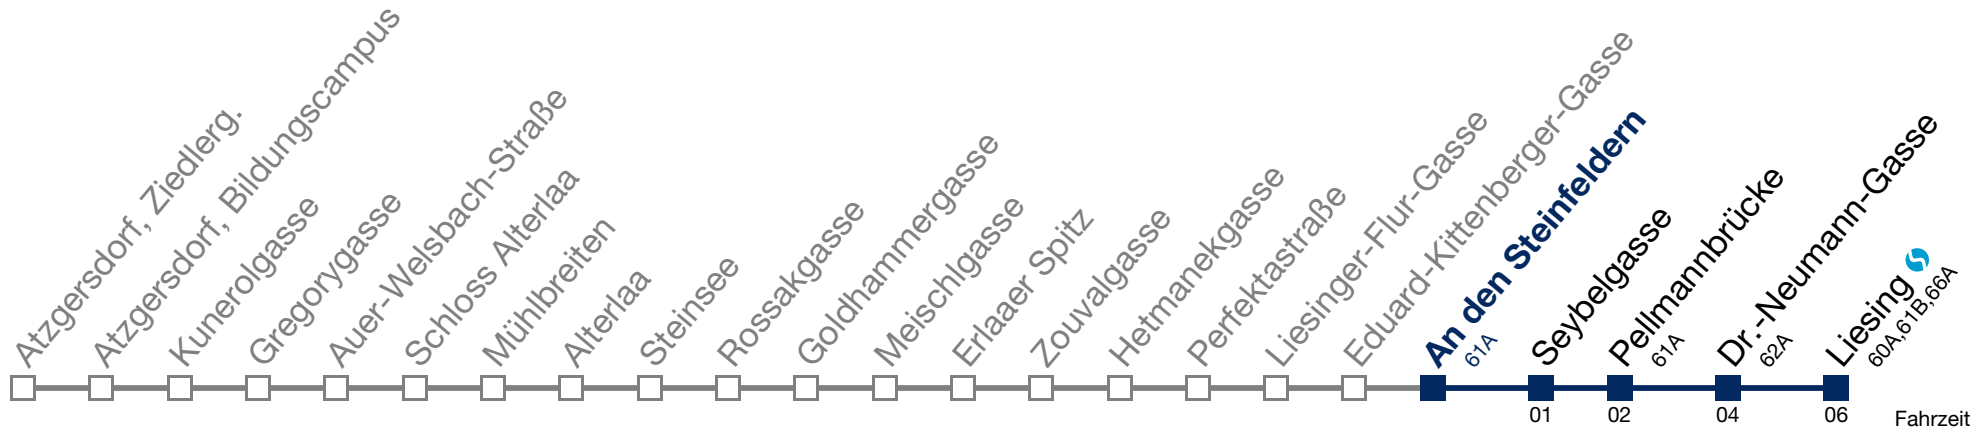 Atzgersdorf, Ziedlerg.
Atzgersdorf, Bildungscampus
Kunerolgasse
Gregorygasse
Auer-Welsbach-Straße
Schloss Alterlaa
Mühlbreiten
Alterlaa
Steinsee
Rossakgasse
Goldhammergasse
Meischlgasse
Erlaaer Spitz
Zouvalgasse
Hetmanekgasse
Perfektastraße
Liesinger-Flur-Gasse
Eduard-Kittenberger-Gasse
An den Steinfeldern
61A
Seybelgasse
Pellmannbrücke
61A
Dr.-Neumann-Gasse
62A
Liesing
60A,61B,66A
01
02
04
06
Fahrzeit